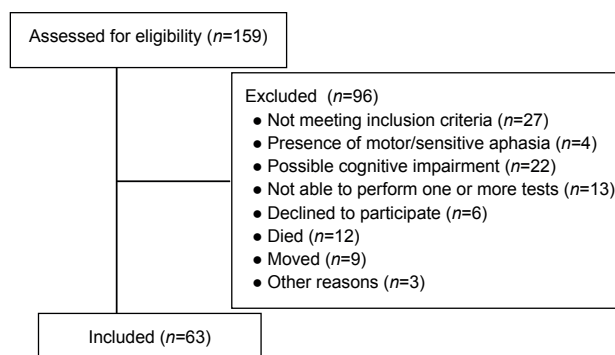 Assessed for eligibility (n=159)
Excluded (n=96)
● Not meeting inclusion criteria (n=27)
● Presence of motor/sensitive aphasia (n=4)
● Possible cognitive impairment (n=22)
● Not able to perform one or more tests (n=13)
● Declined to participate (n=6)
● Died (n=12)
● Moved (n=9)
● Other reasons (n=3)
Included (n=63)